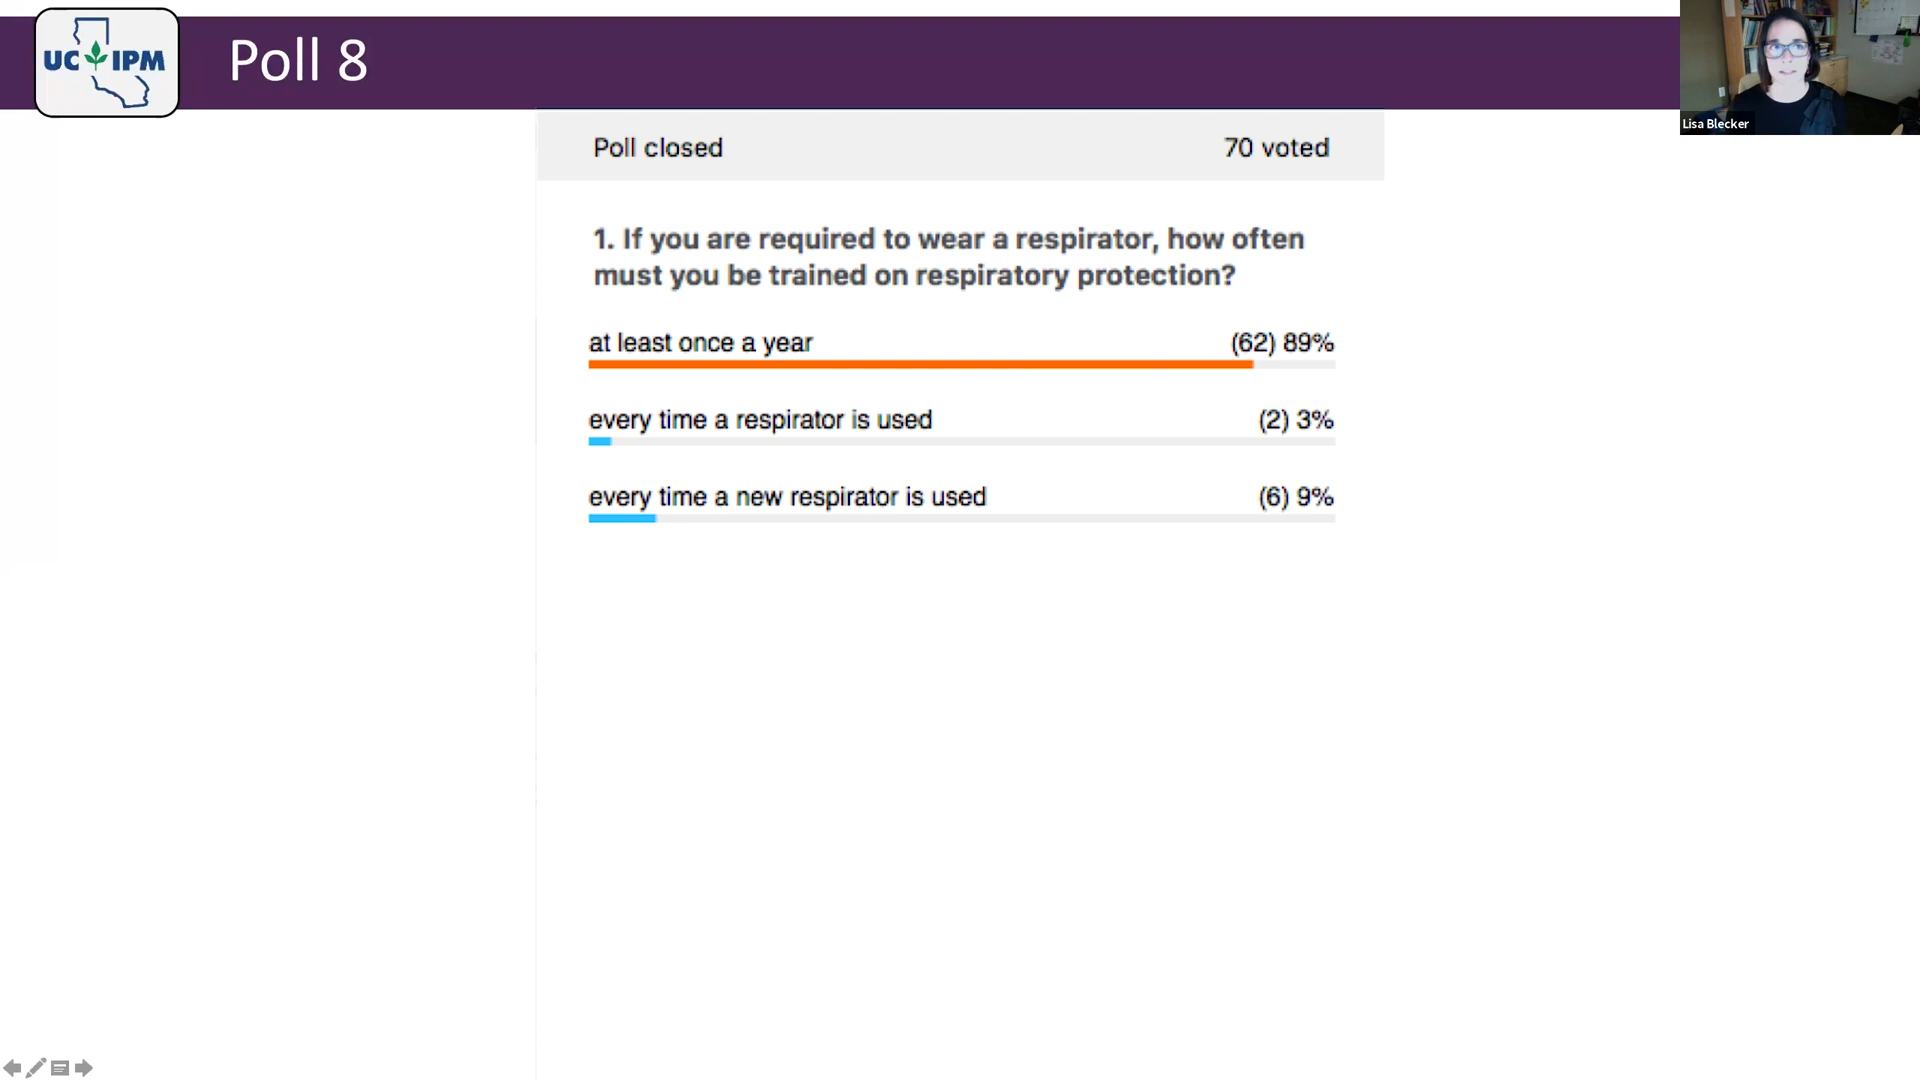 UC IPM
Poll 8
Lisa Blecker
Poll closed 70 voted
1. If you are required to wear a respirator, how often
must you be trained on respiratory protection?
at least once a year (62) 89%
every time a respirator is used (2) 3%
every time a new respirator is used (6) 9%